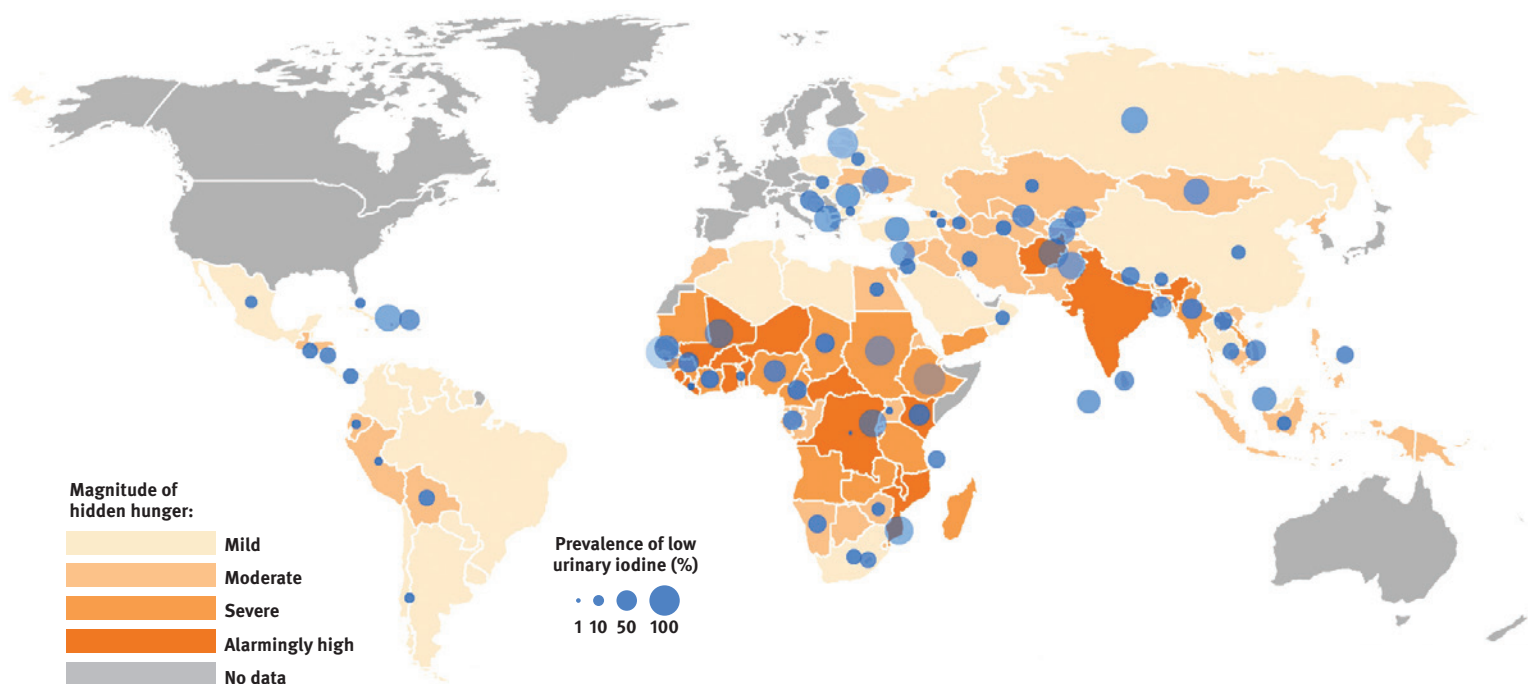 Magnitude of
hidden hunger:
Mild
Moderate
Severe
Alarmingly high
No data
Prevalence of low
urinary iodine (%)
1 10 50 100